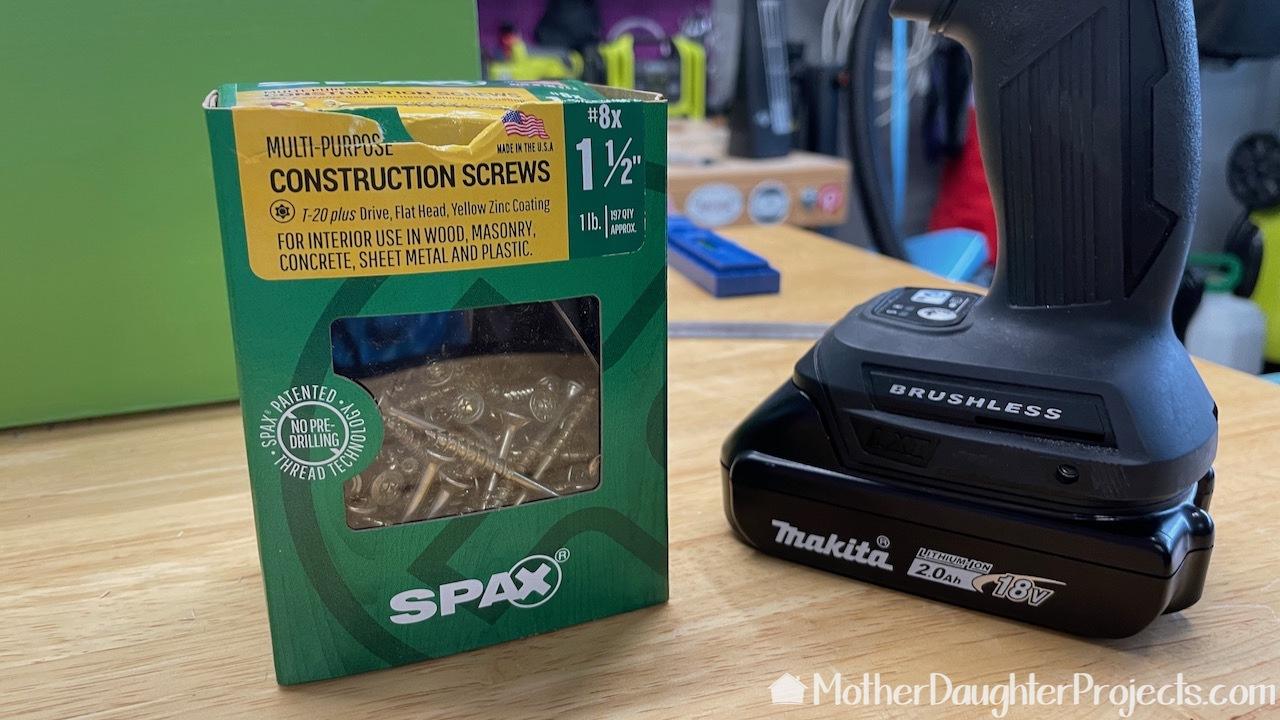 MULTI-PURPOSE
CONSTRUCTION SCREWS
MADE IN THE U.S.A
T-20 plus Drive, Flat Head, Yellow Zinc Coating
FOR INTERIOR USE IN WOOD, MASONRY,
CONCRETE, SHEET METAL AND PLASTIC.
#8x
1 1/2"
1 lb. 197 QTY
APPROX.
SPAX® PATENTED •
NO PRE-
DRILLING
• THREAD TECHNOLOGY
SPAX®
BRUSHLESS
LXT
makita®
LITHIUM-ION
2.0Ah
18V
MotherDaughterProjects.com